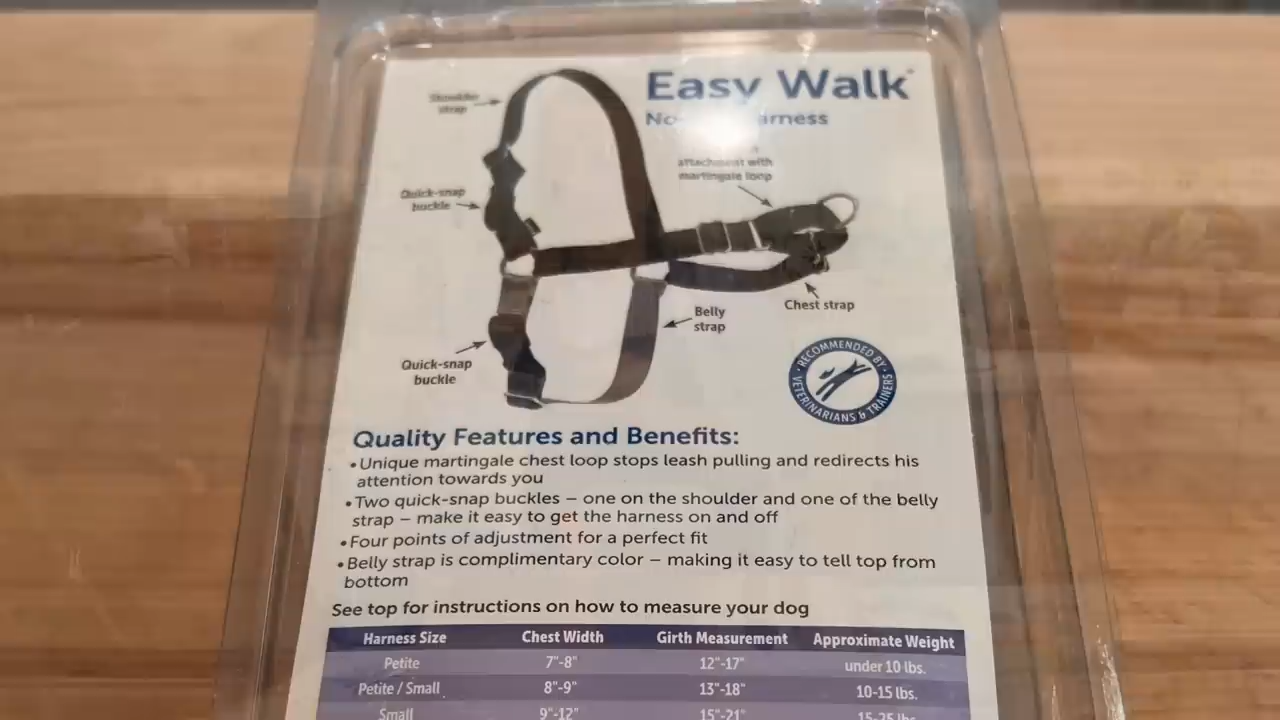 Easy Walk
No- arness
Shoulder
strap
attachment with
martingale loop
Quick-snap
buckle
Chest strap
Belly
strap
Quick-snap
buckle
RECOMMENDED BY
VETERINARIANS & TRAINERS
Quality Features and Benefits:
• Unique martingale chest loop stops leash pulling and redirects his
attention towards you
• Two quick-snap buckles – one on the shoulder and one of the belly
strap – make it easy to get the harness on and off
• Four points of adjustment for a perfect fit
• Belly strap is complimentary color – making it easy to tell top from
bottom
See top for instructions on how to measure your dog
Harness Size Chest Width Girth Measurement Approximate Weight
Petite 7"-8" 12"-17" under 10 lbs.
Petite / Small 8"-9" 13"-18" 10-15 lbs.
Small 9"-12" 15"-21" 15-25 lbs.